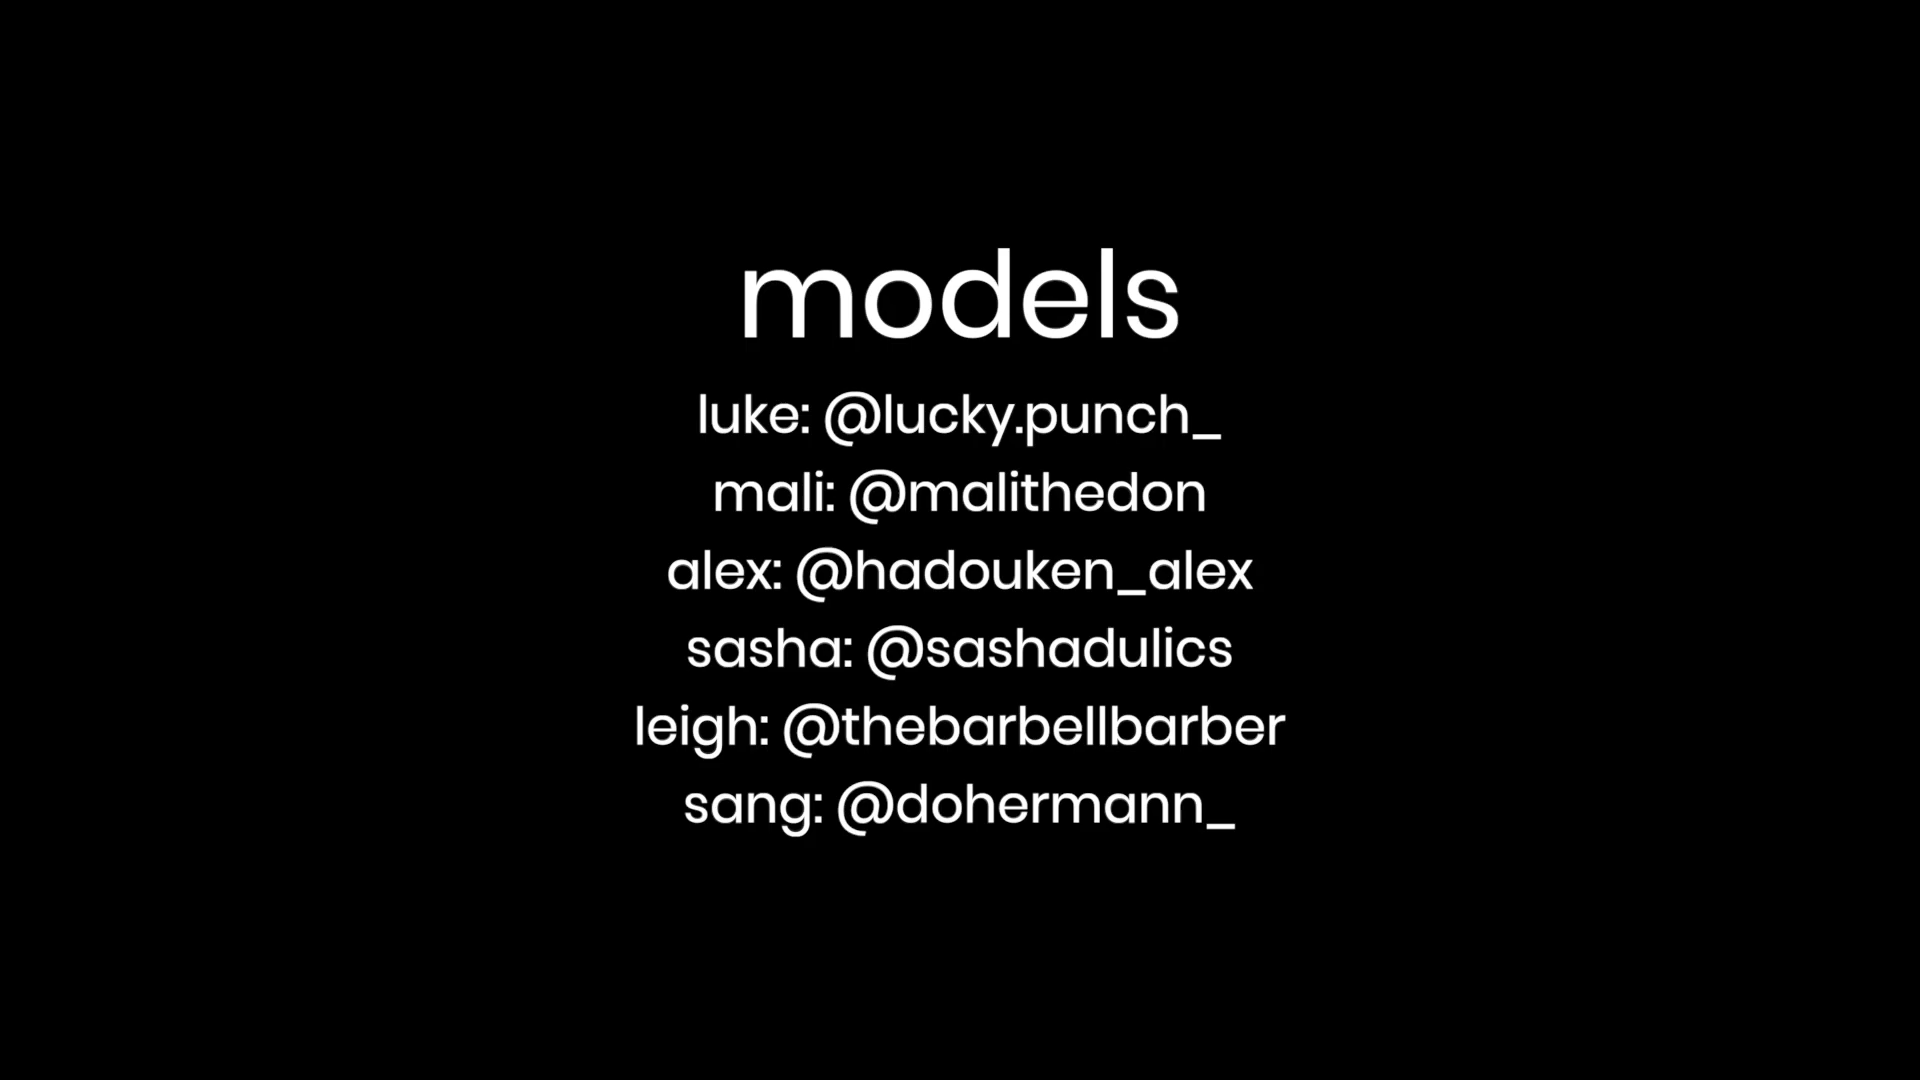 models
luke: @lucky.punch_
mali: @malithedon
alex: @hadouken_alex
sasha: @sashadulics
leigh: @thebarbellbarber
sang: @dohermann_